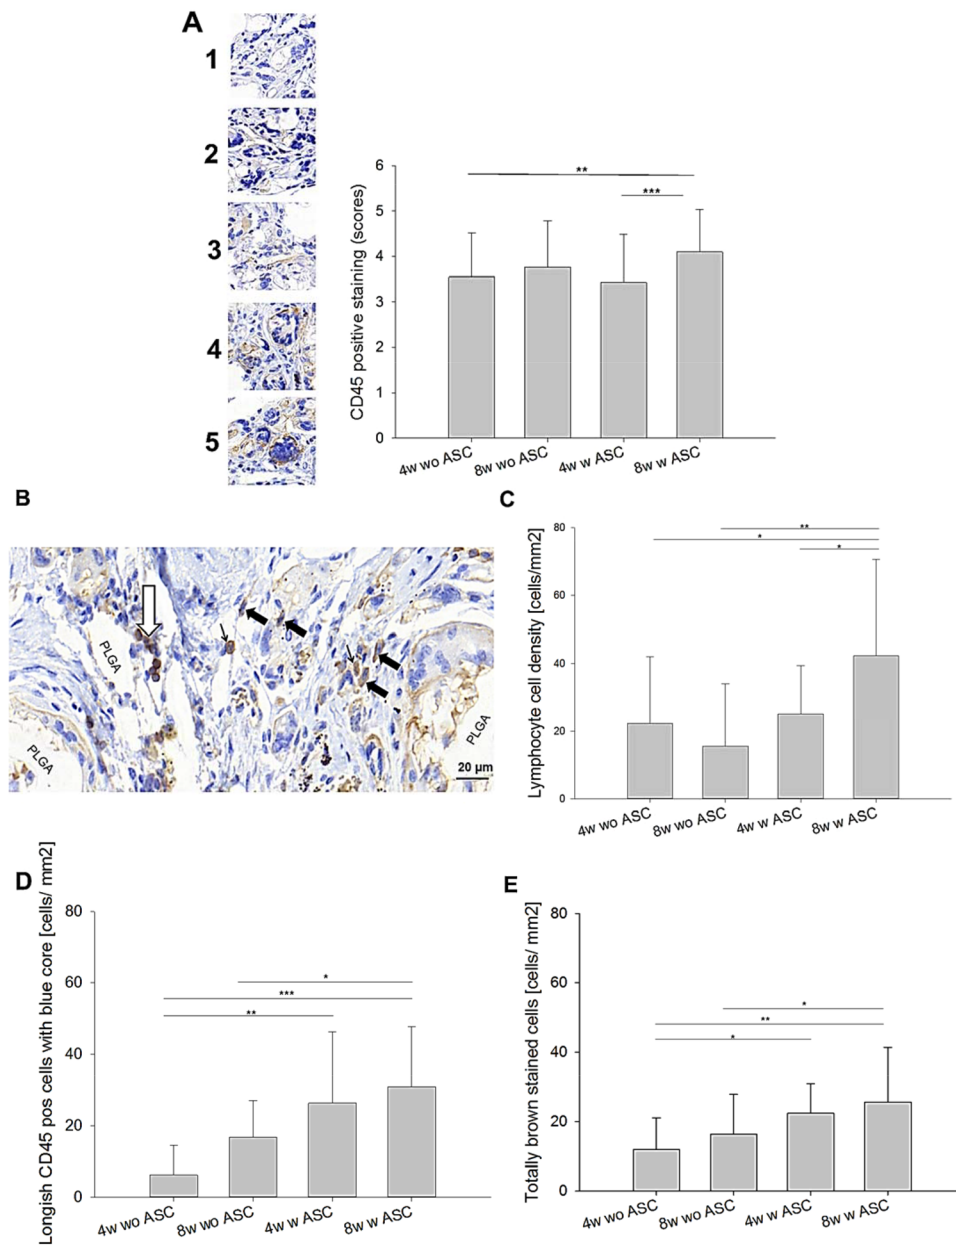 A
1
2
3
4
5
CD45 positive staining (scores)
6
5
4
3
2
1
0
**
***
4w wo ASC
8w wo ASC
4w w ASC
8w w ASC
B
PLGA
PLGA
PLGA
20 µm
C
Lymphocyte cell density [cells/mm2]
80
60
40
20
0
**
*
*
4w wo ASC
8w wo ASC
4w w ASC
8w w ASC
D
Longish CD45 pos cells with blue core [cells/ mm2]
80
60
40
20
0
*
***
**
4w wo ASC
8w wo ASC
4w w ASC
8w w ASC
E
Totally brown stained cells [cells/ mm2]
80
60
40
20
0
*
**
*
4w wo ASC
8w wo ASC
4w w ASC
8w w ASC